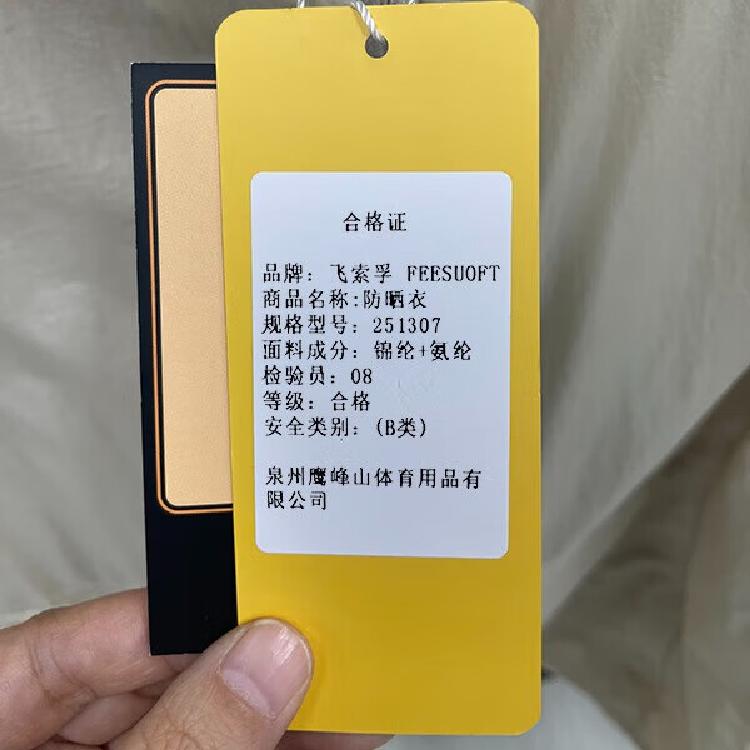 合格证
品牌: 飞索孚 FEESUOFT
商品名称:防晒衣
规格型号: 251307
面料成分: 锦纶+氨纶
检验员: 08
等级: 合格
安全类别: (B类)
泉州鹰峰山体育用品有
限公司